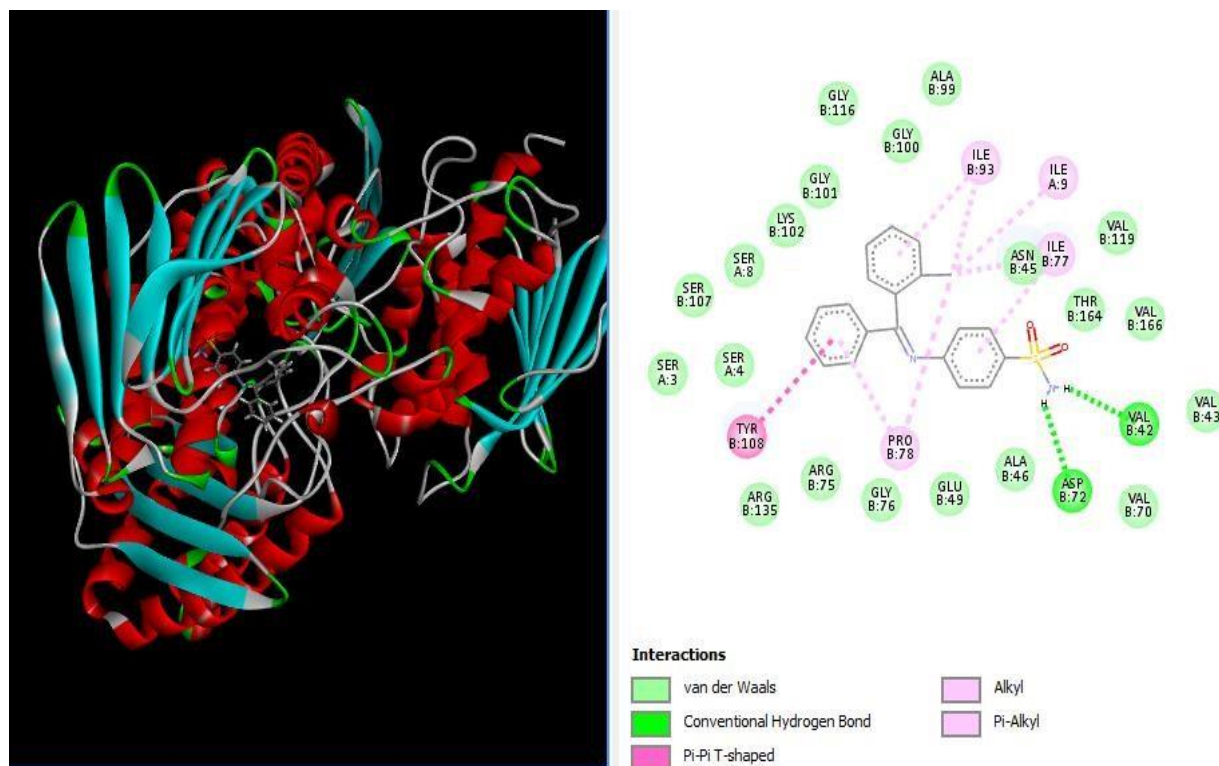 ALA
B:99
GLY
B:116
GLY
B:100
ILE
B:93
ILE
A:9
GLY
B:101
LYS
B:102
VAL
B:119
SER
A:8
ASN
B:45
ILE
B:77
SER
B:107
THR
B:164
VAL
B:166
O
O
S
SER
A:3
SER
A:4
N
N
H
H
VAL
B:43
TYR
B:108
VAL
B:42
PRO
B:78
ARG
B:75
ALA
B:46
ASP
B:72
ARG
B:135
GLY
B:76
GLU
B:49
VAL
B:70
Interactions
van der Waals
Conventional Hydrogen Bond
Pi-Pi T-shaped
Alkyl
Pi-Alkyl